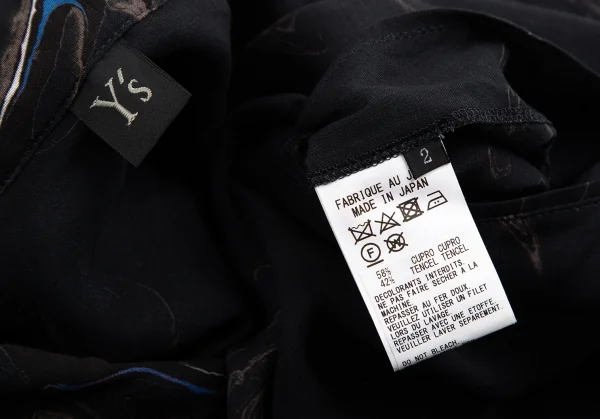 Y's
2
FABRIQUE AU
MADE IN JAPAN
F
58% CUPRO CUPRO
42% TENCEL TENCEL
DECOLORANTS INTERDITS.
NE PAS FAIRE SECHER À LA
MACHINE.
REPASSER AU FER DOUX.
VEUILLEZ UTILISER UN FILET
LORS DU LAVAGE.
REPASSER AVEC UNE ETOFFE.
VEUILLER LAVER SEPAREMENT.
DO NOT BLEACH